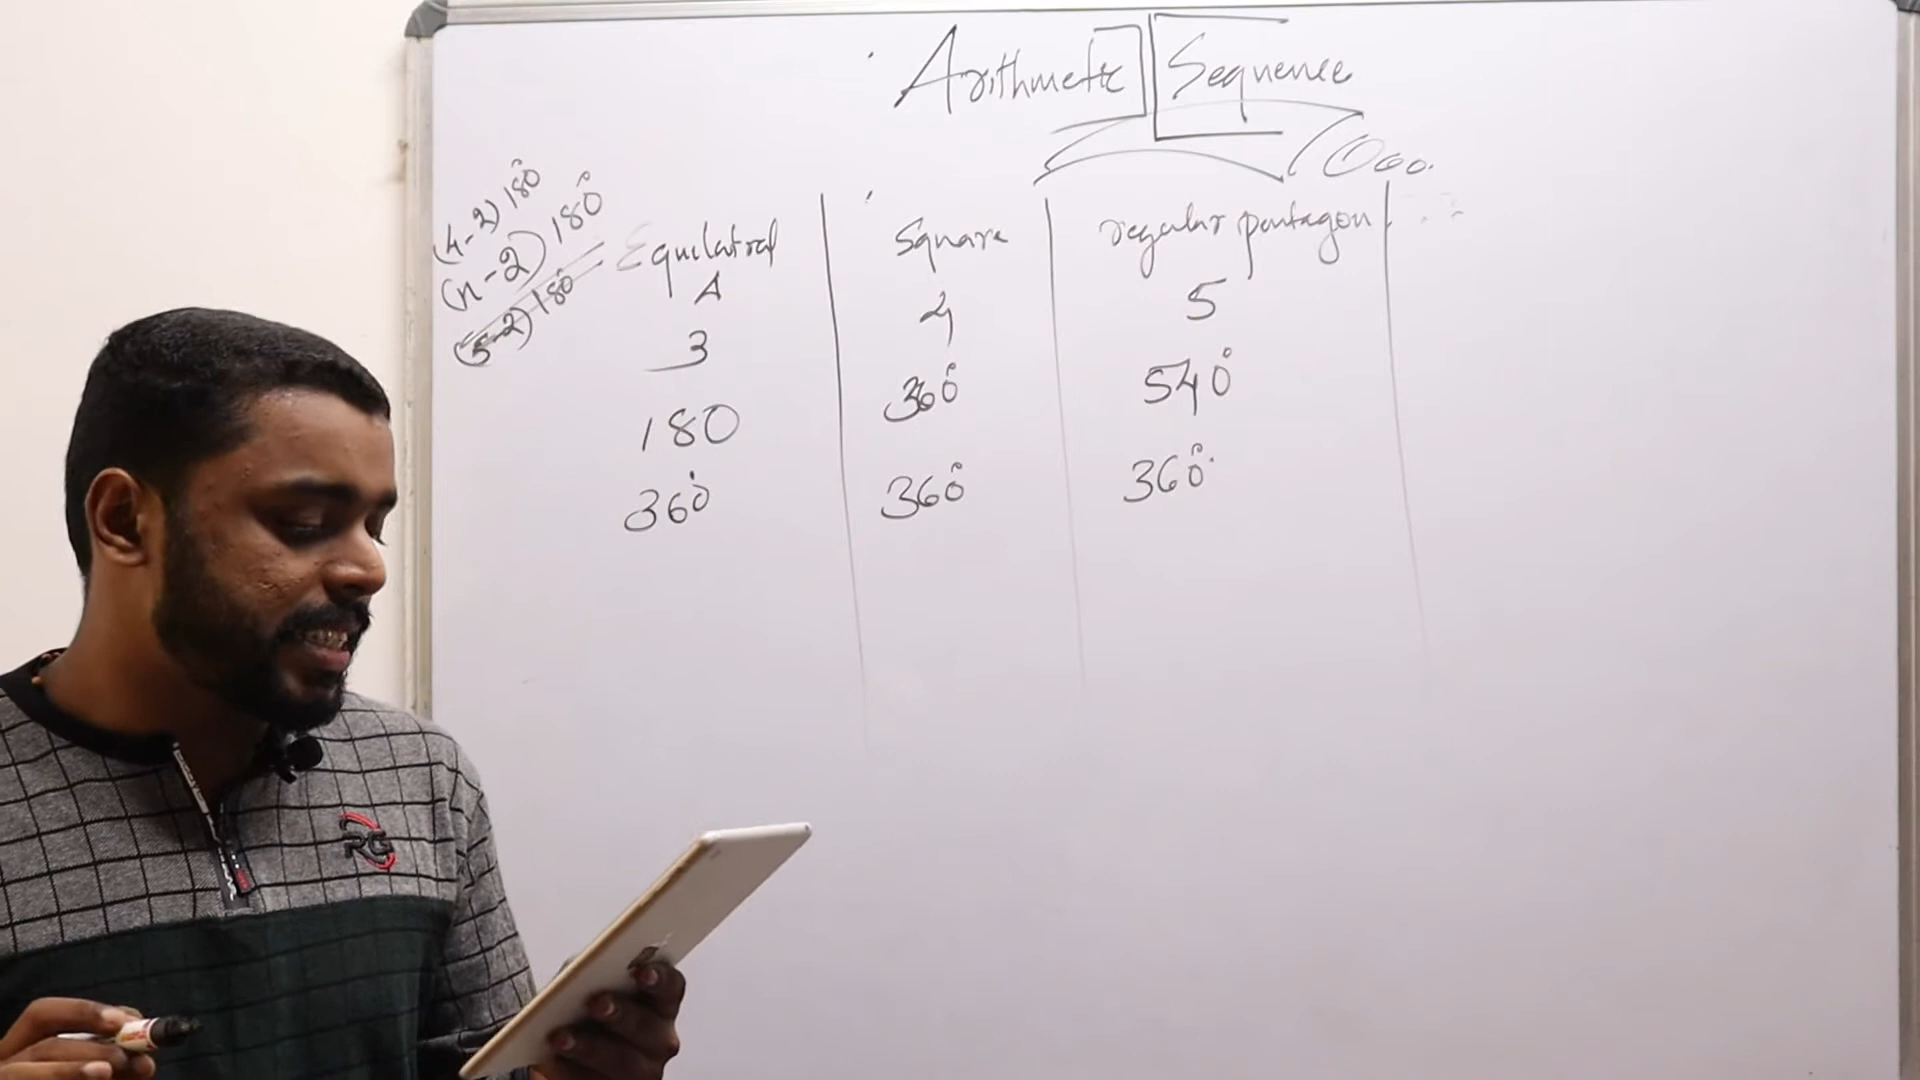 Arithmetic Sequence
(4-2) 180°
(n-2) 180°
(5-2) 180°
Equilatral Δ
Square
regular pentagon
3
4
5
180
360°
540°
360°
360°
360°
RG